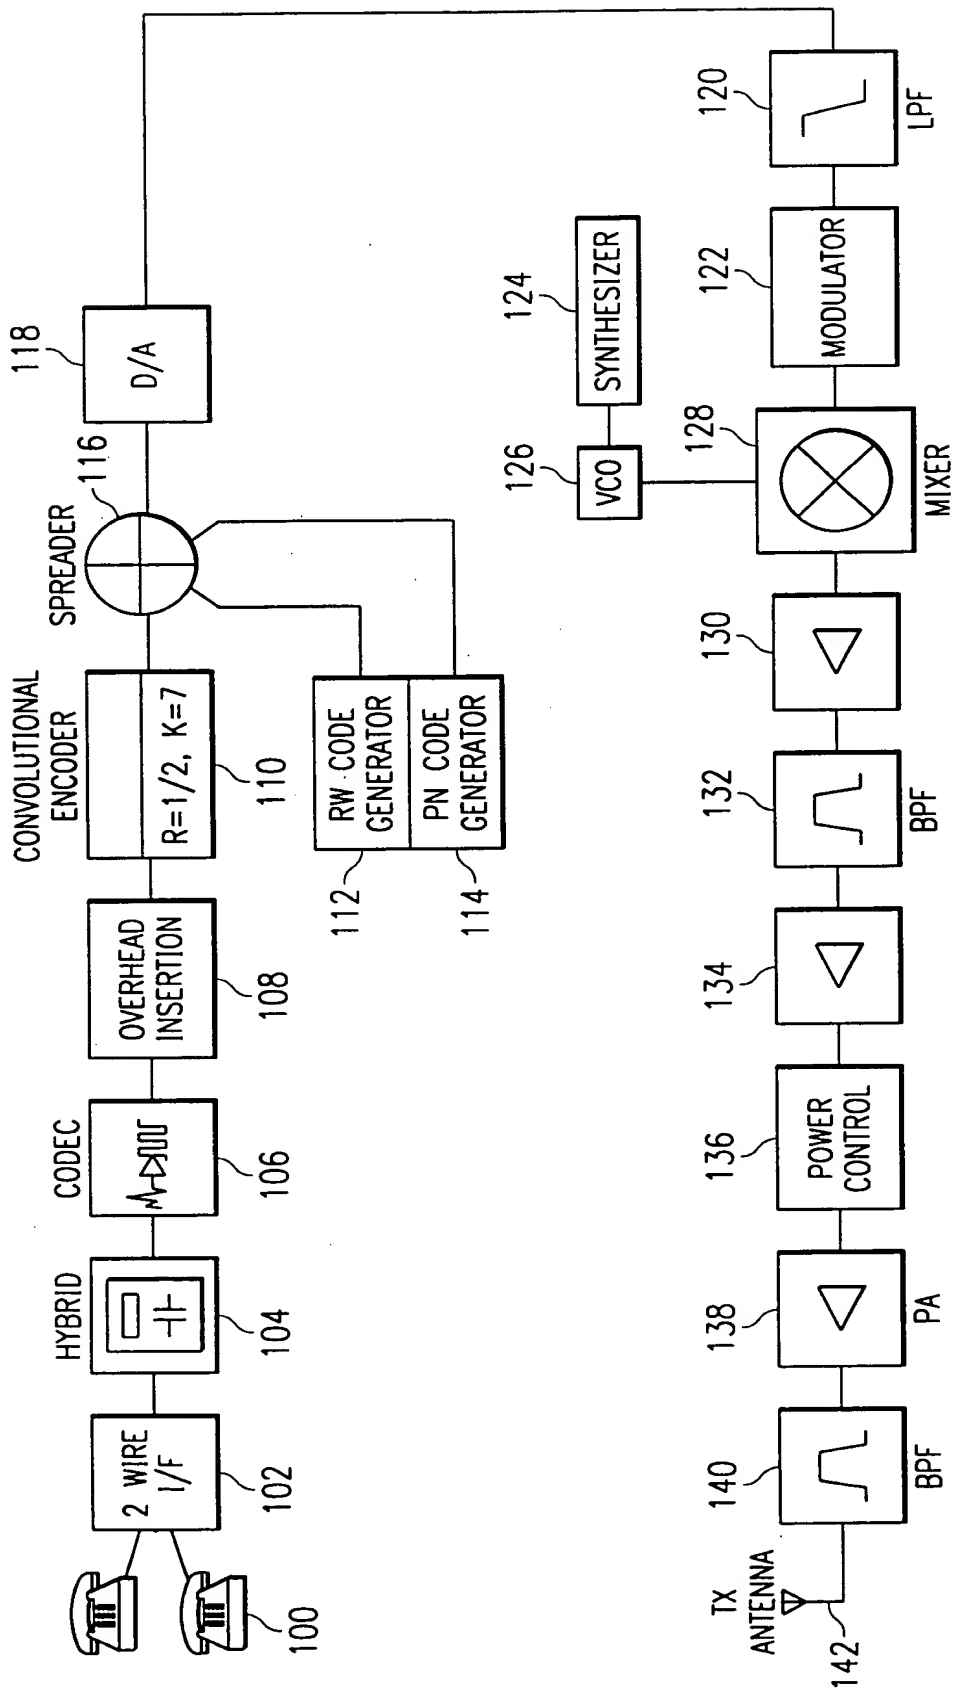 100
2 WIRE
I/F
102
HYBRID
104
CODEC
106
OVERHEAD
INSERTION
108
CONVOLUTIONAL
ENCODER
R=1/2, K=7
110
RW CODE
GENERATOR
112
PN CODE
GENERATOR
114
SPREADER
116
118
D/A
TX
ANTENNA
142
140
BPF
138
PA
136
POWER
CONTROL
134
132
BPF
130
128
MIXER
126
VCO
124
SYNTHESIZER
122
MODULATOR
120
LPF